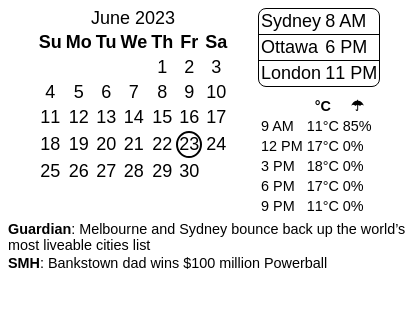 June 2023
Su Mo Tu We Th Fr Sa
1 2 3
4 5 6 7 8 9 10
11 12 13 14 15 16 17
18 19 20 21 22 23 24
25 26 27 28 29 30
Sydney 8 AM
Ottawa 6 PM
London 11 PM
°C ☂
9 AM 11°C 85%
12 PM 17°C 0%
3 PM 18°C 0%
6 PM 17°C 0%
9 PM 11°C 0%
Guardian: Melbourne and Sydney bounce back up the world’s
most liveable cities list
SMH: Bankstown dad wins $100 million Powerball